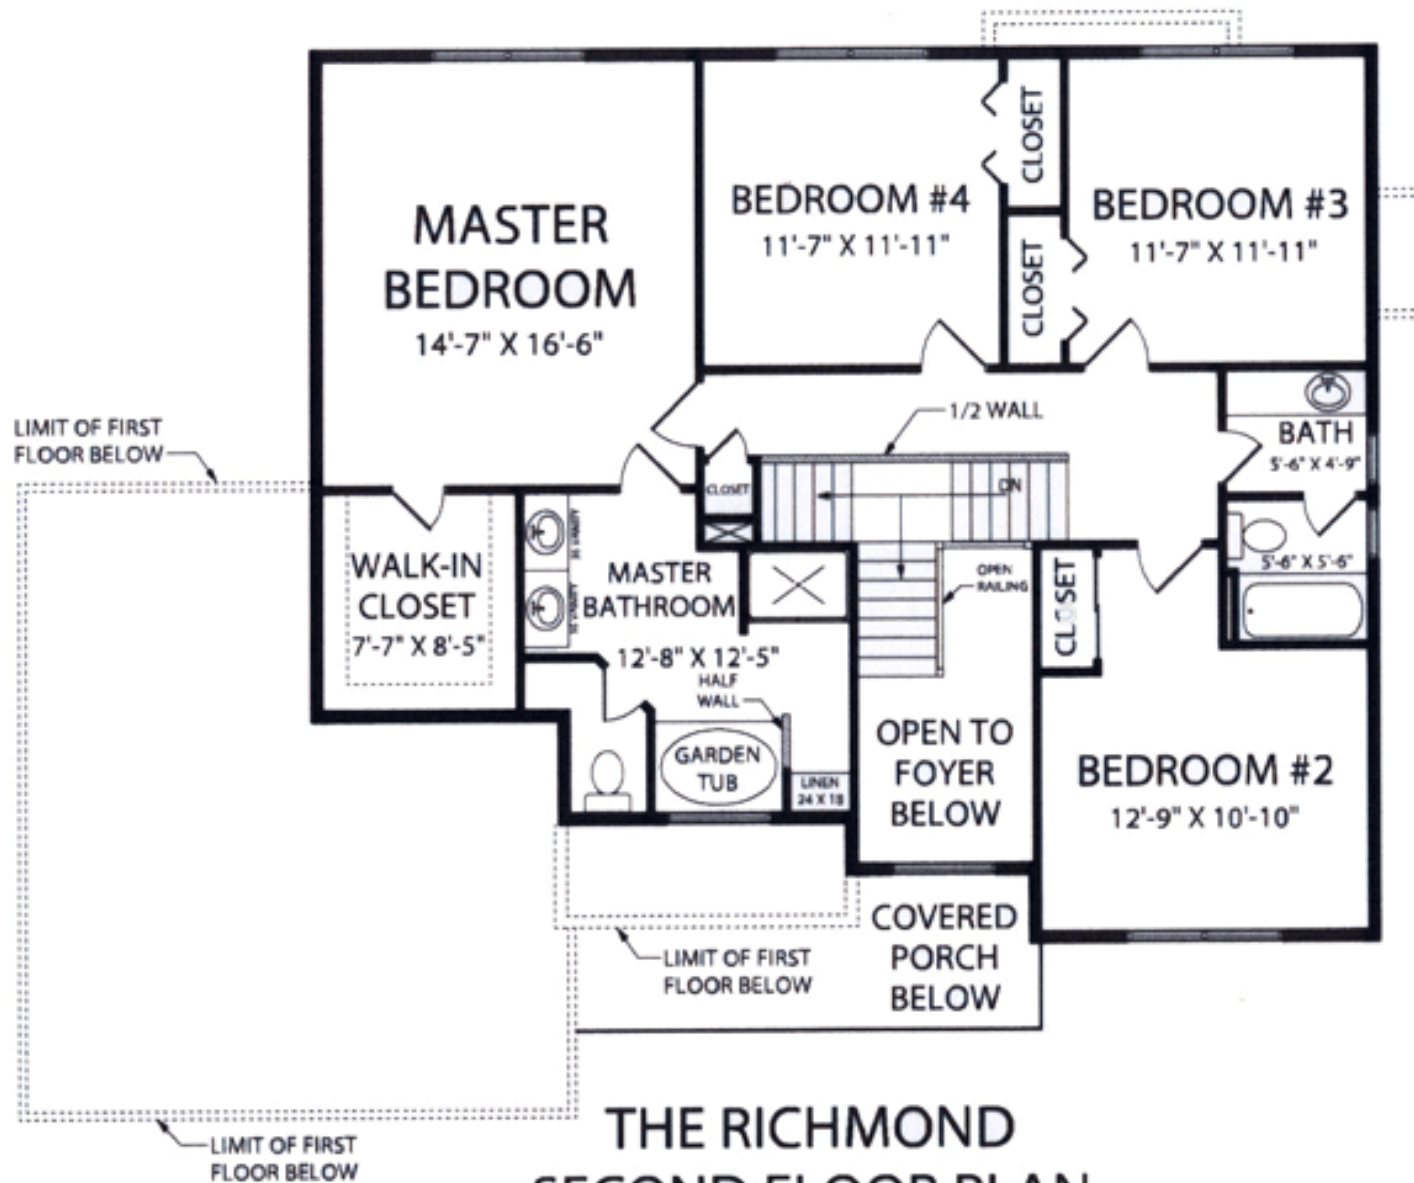 MASTER
BEDROOM
14'-7" X 16'-6"
BEDROOM #4
11'-7" X 11'-11"
CLOSET
CLOSET
BEDROOM #3
11'-7" X 11'-11"
LIMIT OF FIRST
FLOOR BELOW
1/2 WALL
BATH
5'-6" X 4'-9"
CLOSET
DN
WALK-IN
CLOSET
7'-7" X 8'-5"
MASTER
BATHROOM
12'-8" X 12'-5"
OPEN
RAILING
CLOSET
5'-6" X 5'-6"
HALF
WALL
GARDEN
TUB
LINEN
24 X 18
OPEN TO
FOYER
BELOW
BEDROOM #2
12'-9" X 10'-10"
COVERED
PORCH
BELOW
LIMIT OF FIRST
FLOOR BELOW
THE RICHMOND
SECOND FLOOR PLAN
LIMIT OF FIRST
FLOOR BELOW